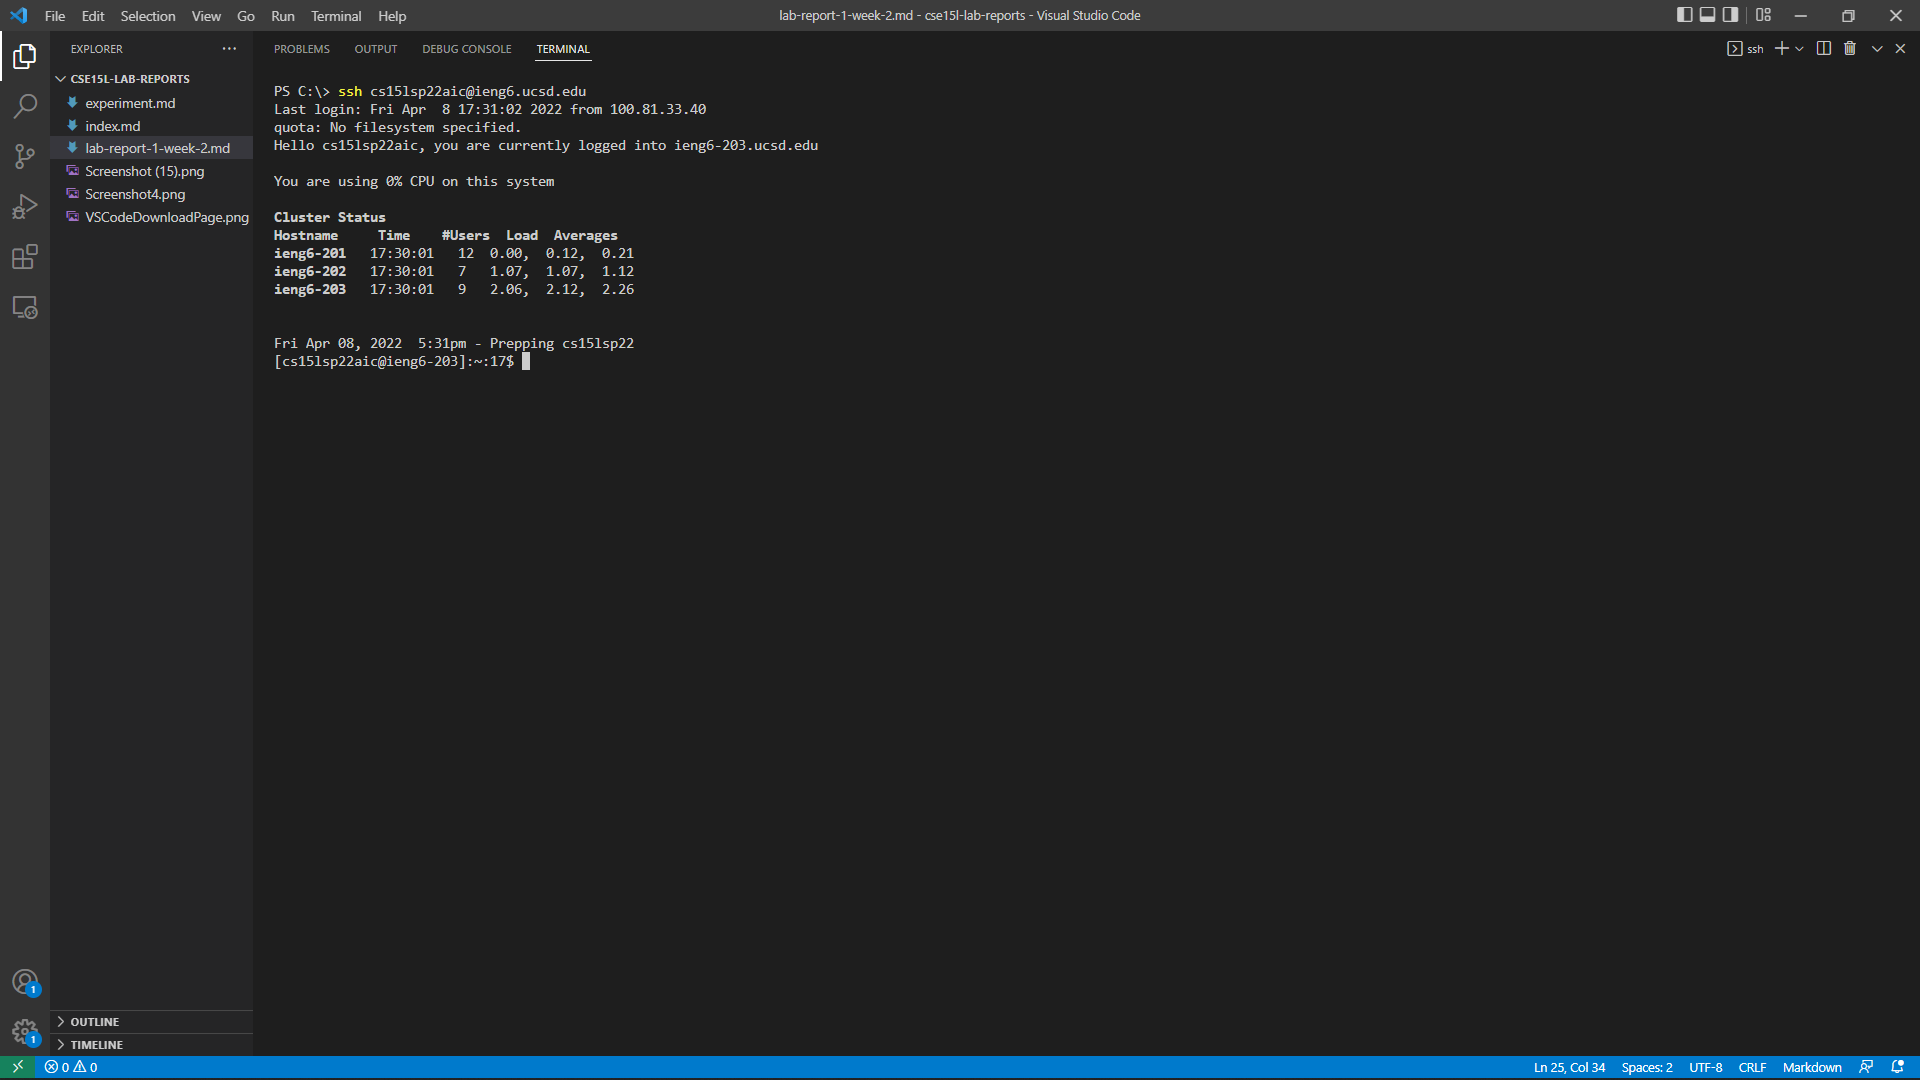 File Edit Selection View Go Run Terminal Help
lab-report-1-week-2.md - cse15l-lab-reports - Visual Studio Code
EXPLORER
CSE15L-LAB-REPORTS
experiment.md
index.md
lab-report-1-week-2.md
Screenshot (15).png
Screenshot4.png
VSCodeDownloadPage.png
OUTLINE
TIMELINE
PROBLEMS OUTPUT DEBUG CONSOLE TERMINAL
ssh
PS C:\> ssh cs15lsp22aic@ieng6.ucsd.edu
Last login: Fri Apr  8 17:31:02 2022 from 100.81.33.40
quota: No filesystem specified.
Hello cs15lsp22aic, you are currently logged into ieng6-203.ucsd.edu
You are using 0% CPU on this system
Cluster Status
Hostname     Time    #Users  Load  Averages
ieng6-201   17:30:01   12  0.00,  0.12,  0.21
ieng6-202   17:30:01   7   1.07,  1.07,  1.12
ieng6-203   17:30:01   9   2.06,  2.12,  2.26
Fri Apr 08, 2022  5:31pm - Prepping cs15lsp22
[cs15lsp22aic@ieng6-203]:~:17$
1
1
0 0
Ln 25, Col 34 Spaces: 2 UTF-8 CRLF Markdown